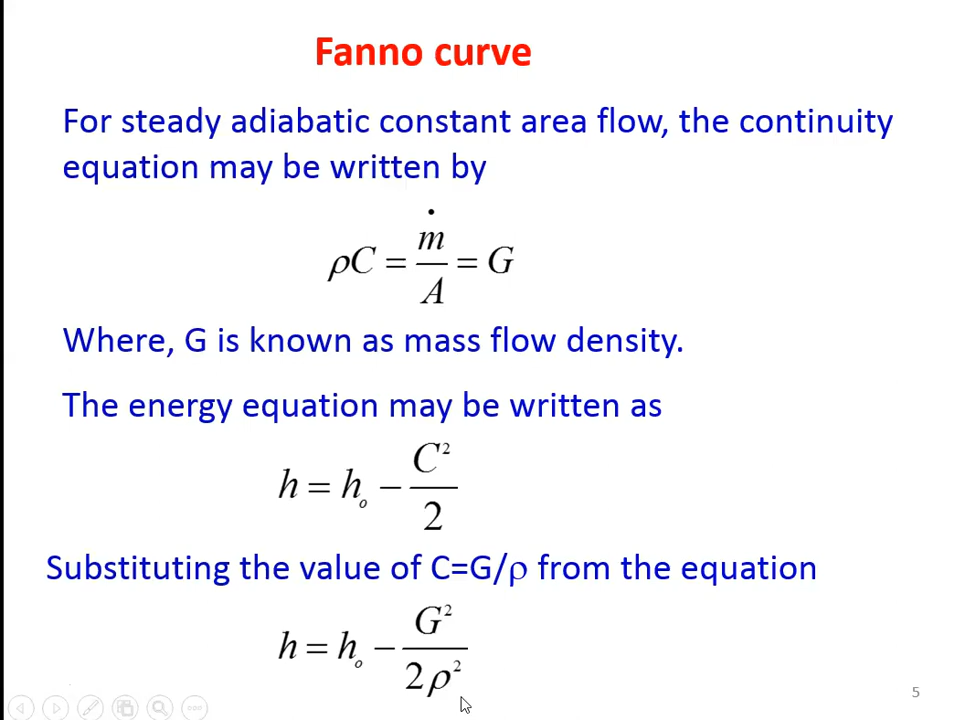 Fanno curve
For steady adiabatic constant area flow, the continuity
equation may be written by
ρC = ṁ/A = G
Where, G is known as mass flow density.
The energy equation may be written as
h = hₒ − C²/2
Substituting the value of C=G/ρ from the equation
h = hₒ − G²/2ρ²
5